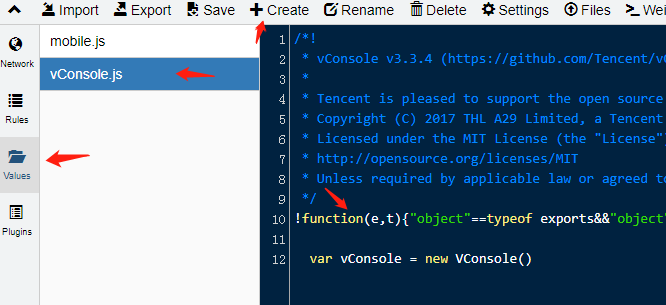 Import Export Save Create Rename Delete Settings Files Wei
Network
Rules
Values
Plugins
mobile.js
vConsole.js
1 /*!
2 * vConsole v3.3.4 (https://github.com/Tencent/vC
3 *
4 * Tencent is pleased to support the open source
5 * Copyright (C) 2017 THL A29 Limited, a Tencent
6 * Licensed under the MIT License (the "License"
7 * http://opensource.org/licenses/MIT
8 * Unless required by applicable law or agreed to
9 */
10 !function(e,t){"object"==typeof exports&&"object"
11
12 var vConsole = new VConsole()